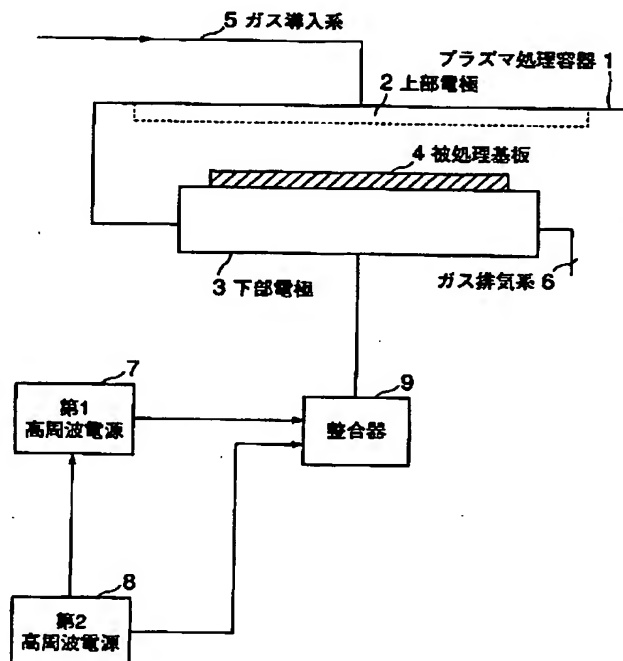 5 ガス導入系
プラズマ処理容器 1
2 上部電極
4 被処理基板
3 下部電極
ガス排気系 6
7
9
第1
高周波電源
整合器
8
第2
高周波電源